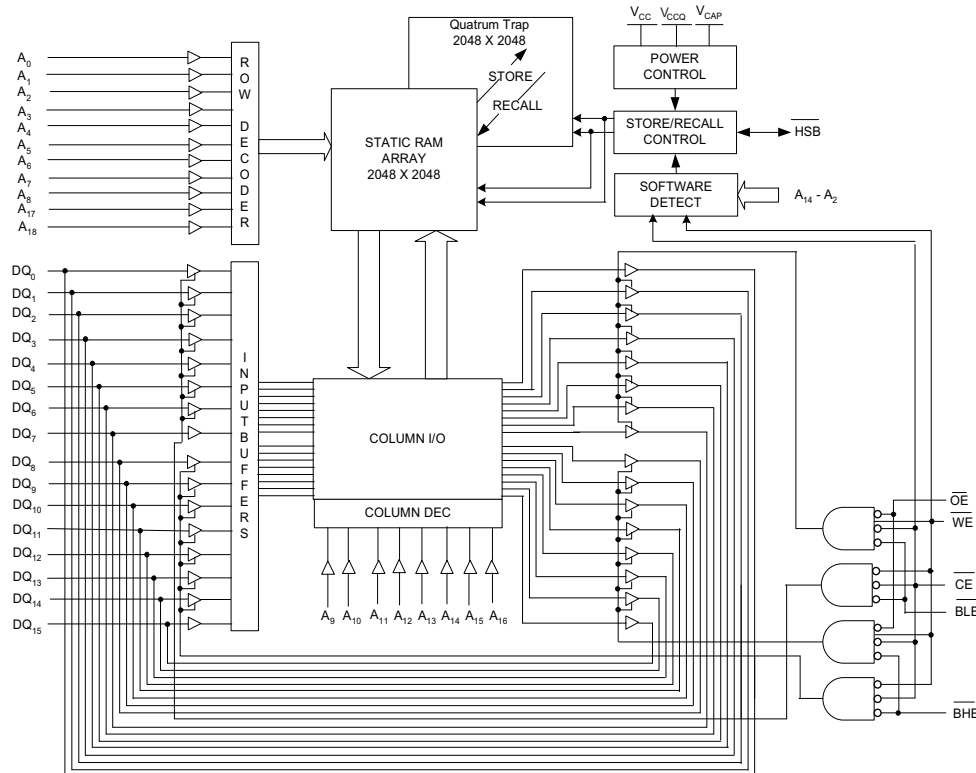 Quatrum Trap
2048 X 2048
STORE
RECALL
STATIC RAM
ARRAY
2048 X 2048
VCC
VCCQ
VCAP
POWER
CONTROL
STORE/RECALL
CONTROL
HSB
SOFTWARE
DETECT
A14 - A2
A0
A1
A2
A3
A4
A5
A6
A7
A8
A17
A18
ROW DECODER
DQ0
DQ1
DQ2
DQ3
DQ4
DQ5
DQ6
DQ7
DQ8
DQ9
DQ10
DQ11
DQ12
DQ13
DQ14
DQ15
INPUTBUFFERS
COLUMN I/O
COLUMN DEC
A9
A10
A11
A12
A13
A14
A15
A16
OE
WE
CE
BLE
BHE